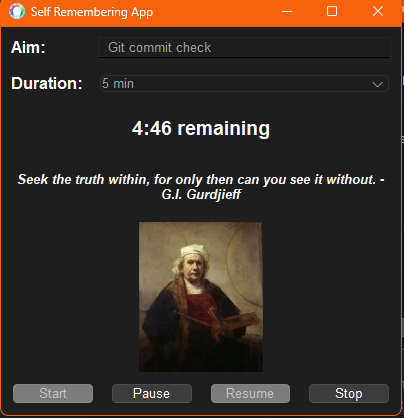 Self Remembering App
Aim: Git commit check
Duration: 5 min
4:46 remaining
Seek the truth within, for only then can you see it without. -
G.I. Gurdjieff
Start Pause Resume Stop